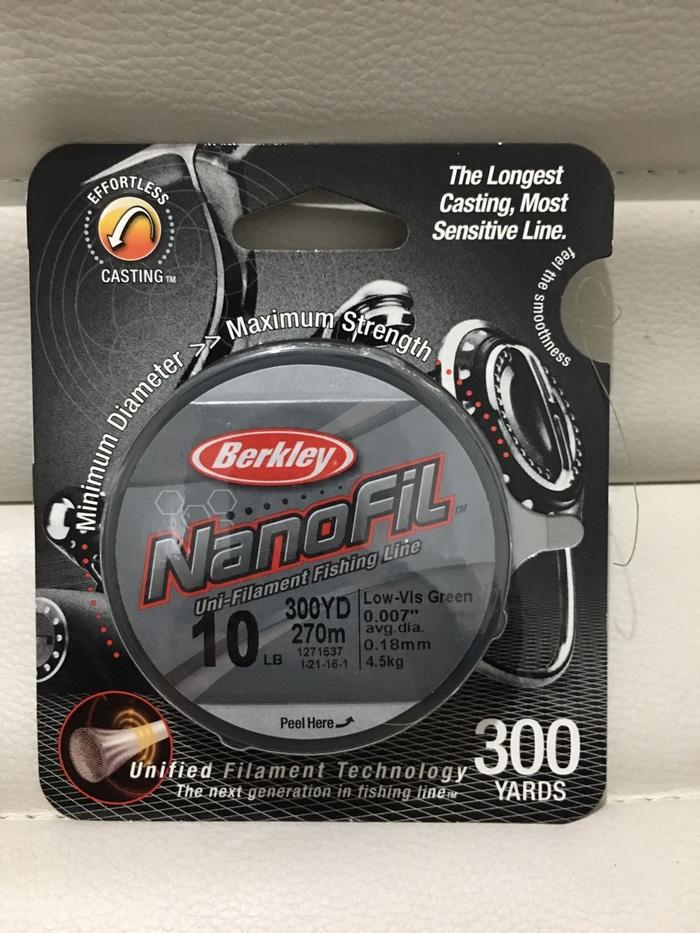 EFFORTLESS
CASTING™
The Longest
Casting, Most
Sensitive Line.
feel the smoothness
Minimum Diameter >> Maximum Strength
Berkley
NanoFil™
Uni-Filament Fishing Line
10 LB
300YD
270m
1271537
I-21-16-1
Low-Vis Green
0.007"
avg.dia.
0.18mm
4.5kg
Peel Here
300
YARDS
Unified Filament Technology
The next generation in fishing line™